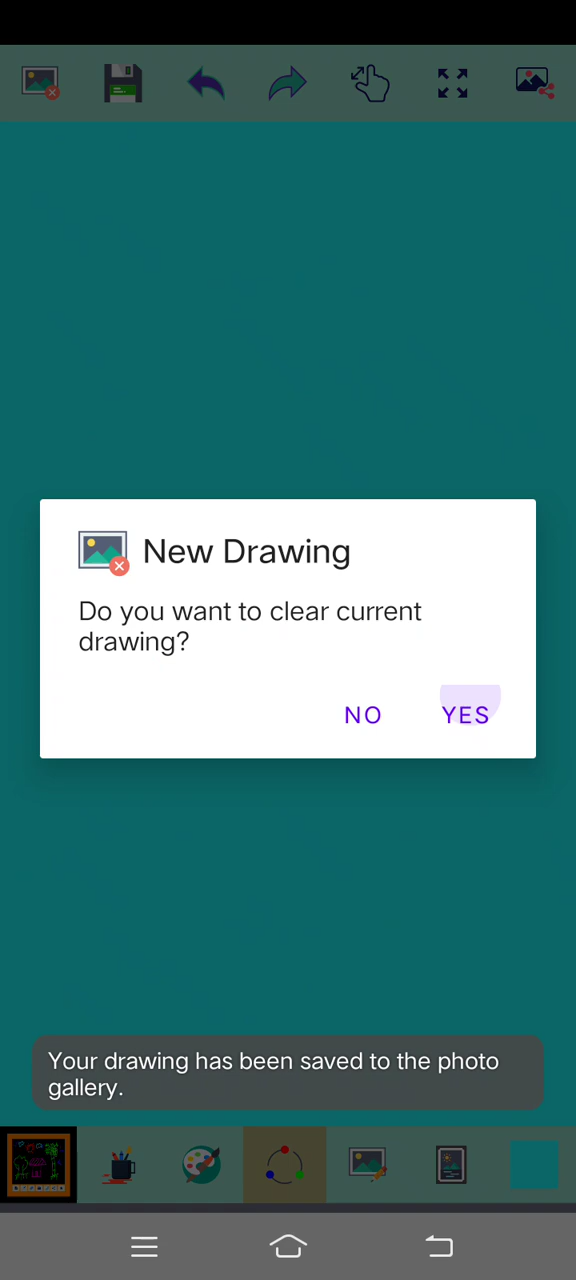 New Drawing
Do you want to clear current
drawing?
NO
YES
Your drawing has been saved to the photo
gallery.